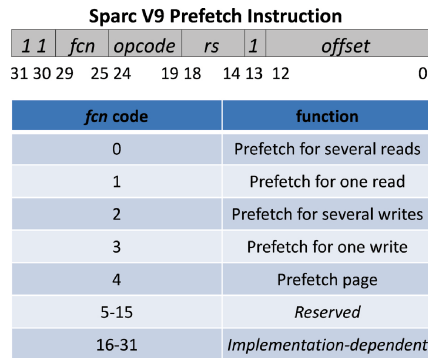 Sparc V9 Prefetch Instruction
1 1 fcn opcode rs 1 offset
31 30 29 25 24 19 18 14 13 12 0
fcn code function
0 Prefetch for several reads
1 Prefetch for one read
2 Prefetch for several writes
3 Prefetch for one write
4 Prefetch page
5-15 Reserved
16-31 Implementation-dependent